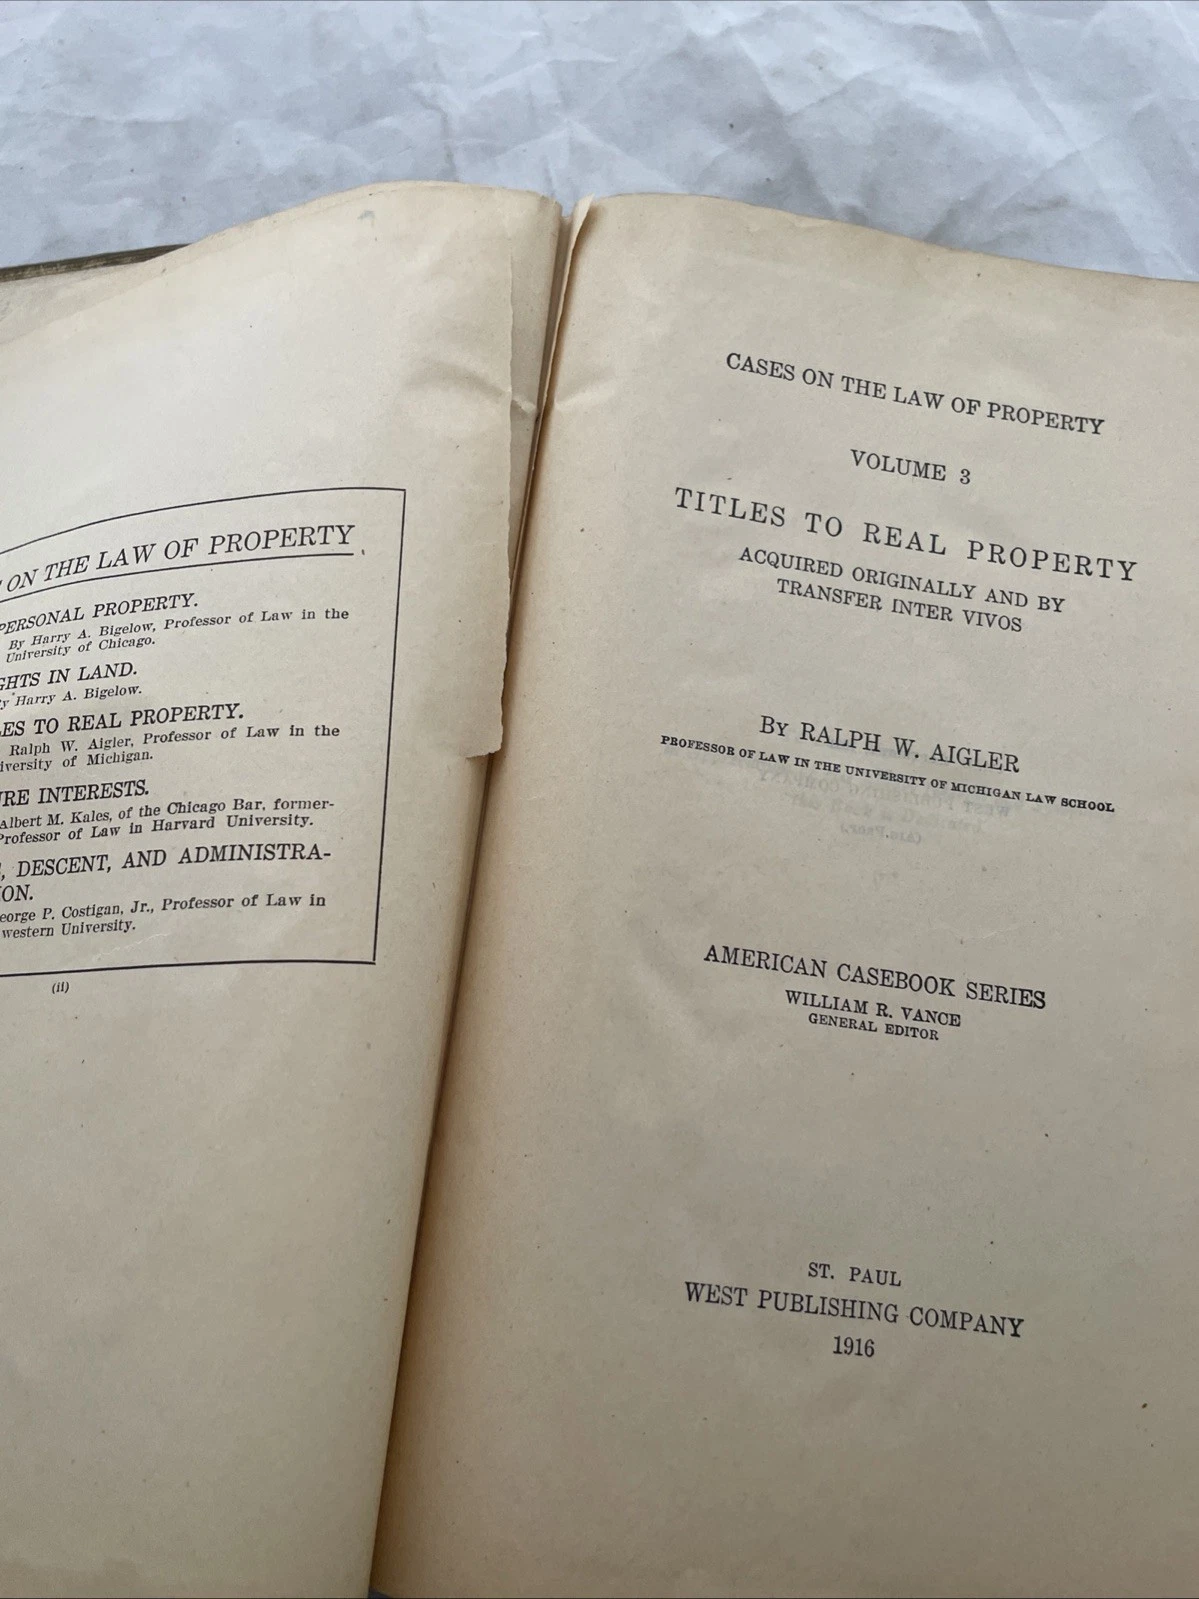 ON THE LAW OF PROPERTY
PERSONAL PROPERTY.
By Harry A. Bigelow, Professor of Law in the
University of Chicago.
GHTS IN LAND.
y Harry A. Bigelow.
LES TO REAL PROPERTY.
Ralph W. Aigler, Professor of Law in the
iversity of Michigan.
URE INTERESTS.
Albert M. Kales, of the Chicago Bar, former-
Professor of Law in Harvard University.
, DESCENT, AND ADMINISTRA-
ION.
eorge P. Costigan, Jr., Professor of Law in
western University.
(ii)
CASES ON THE LAW OF PROPERTY
VOLUME 3
TITLES TO REAL PROPERTY
ACQUIRED ORIGINALLY AND BY
TRANSFER INTER VIVOS
By RALPH W. AIGLER
PROFESSOR OF LAW IN THE UNIVERSITY OF MICHIGAN LAW SCHOOL
AMERICAN CASEBOOK SERIES
WILLIAM R. VANCE
GENERAL EDITOR
ST. PAUL
WEST PUBLISHING COMPANY
1916